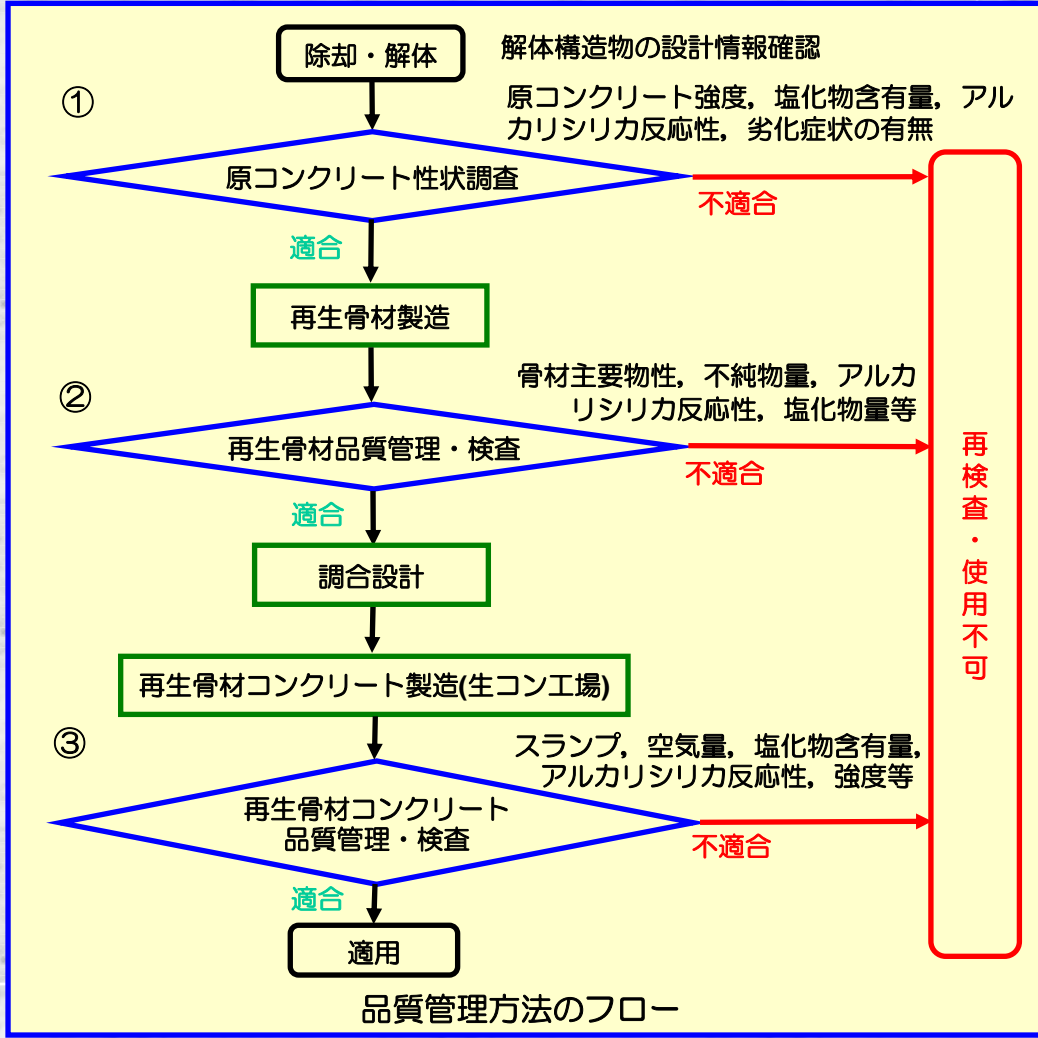 除却・解体
解体構造物の設計情報確認
①
原コンクリート強度，塩化物含有量，アル
カリシリカ反応性，劣化症状の有無
原コンクリート性状調査
不適合
適合
再生骨材製造
②
骨材主要物性，不純物量，アルカ
リシリカ反応性，塩化物量等
再生骨材品質管理・検査
不適合
適合
調合設計
再生骨材コンクリート製造(生コン工場)
③
スランプ，空気量，塩化物含有量，
アルカリシリカ反応性，強度等
再生骨材コンクリート
品質管理・検査
不適合
適合
適用
再検査・使用不可
品質管理方法のフロー